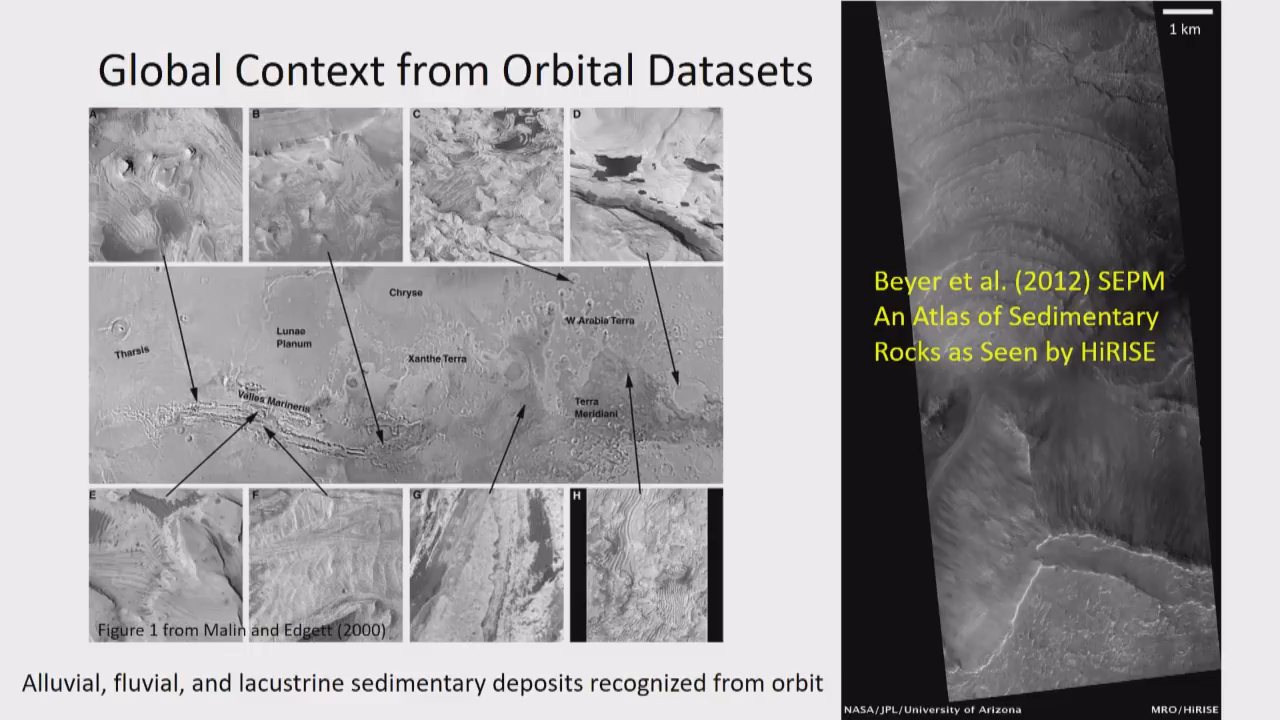 Global Context from Orbital Datasets
A
B
C
D
Chryse
W Arabia Terra
Lunae
Planum
Tharsis
Xanthe Terra
Valles Marineris
Terra
Meridiani
E
F
G
H
Figure 1 from Malin and Edgett (2000)
Alluvial, fluvial, and lacustrine sedimentary deposits recognized from orbit
1 km
Beyer et al. (2012) SEPM
An Atlas of Sedimentary
Rocks as Seen by HiRISE
NASA/JPL/University of Arizona
MRO/HiRISE